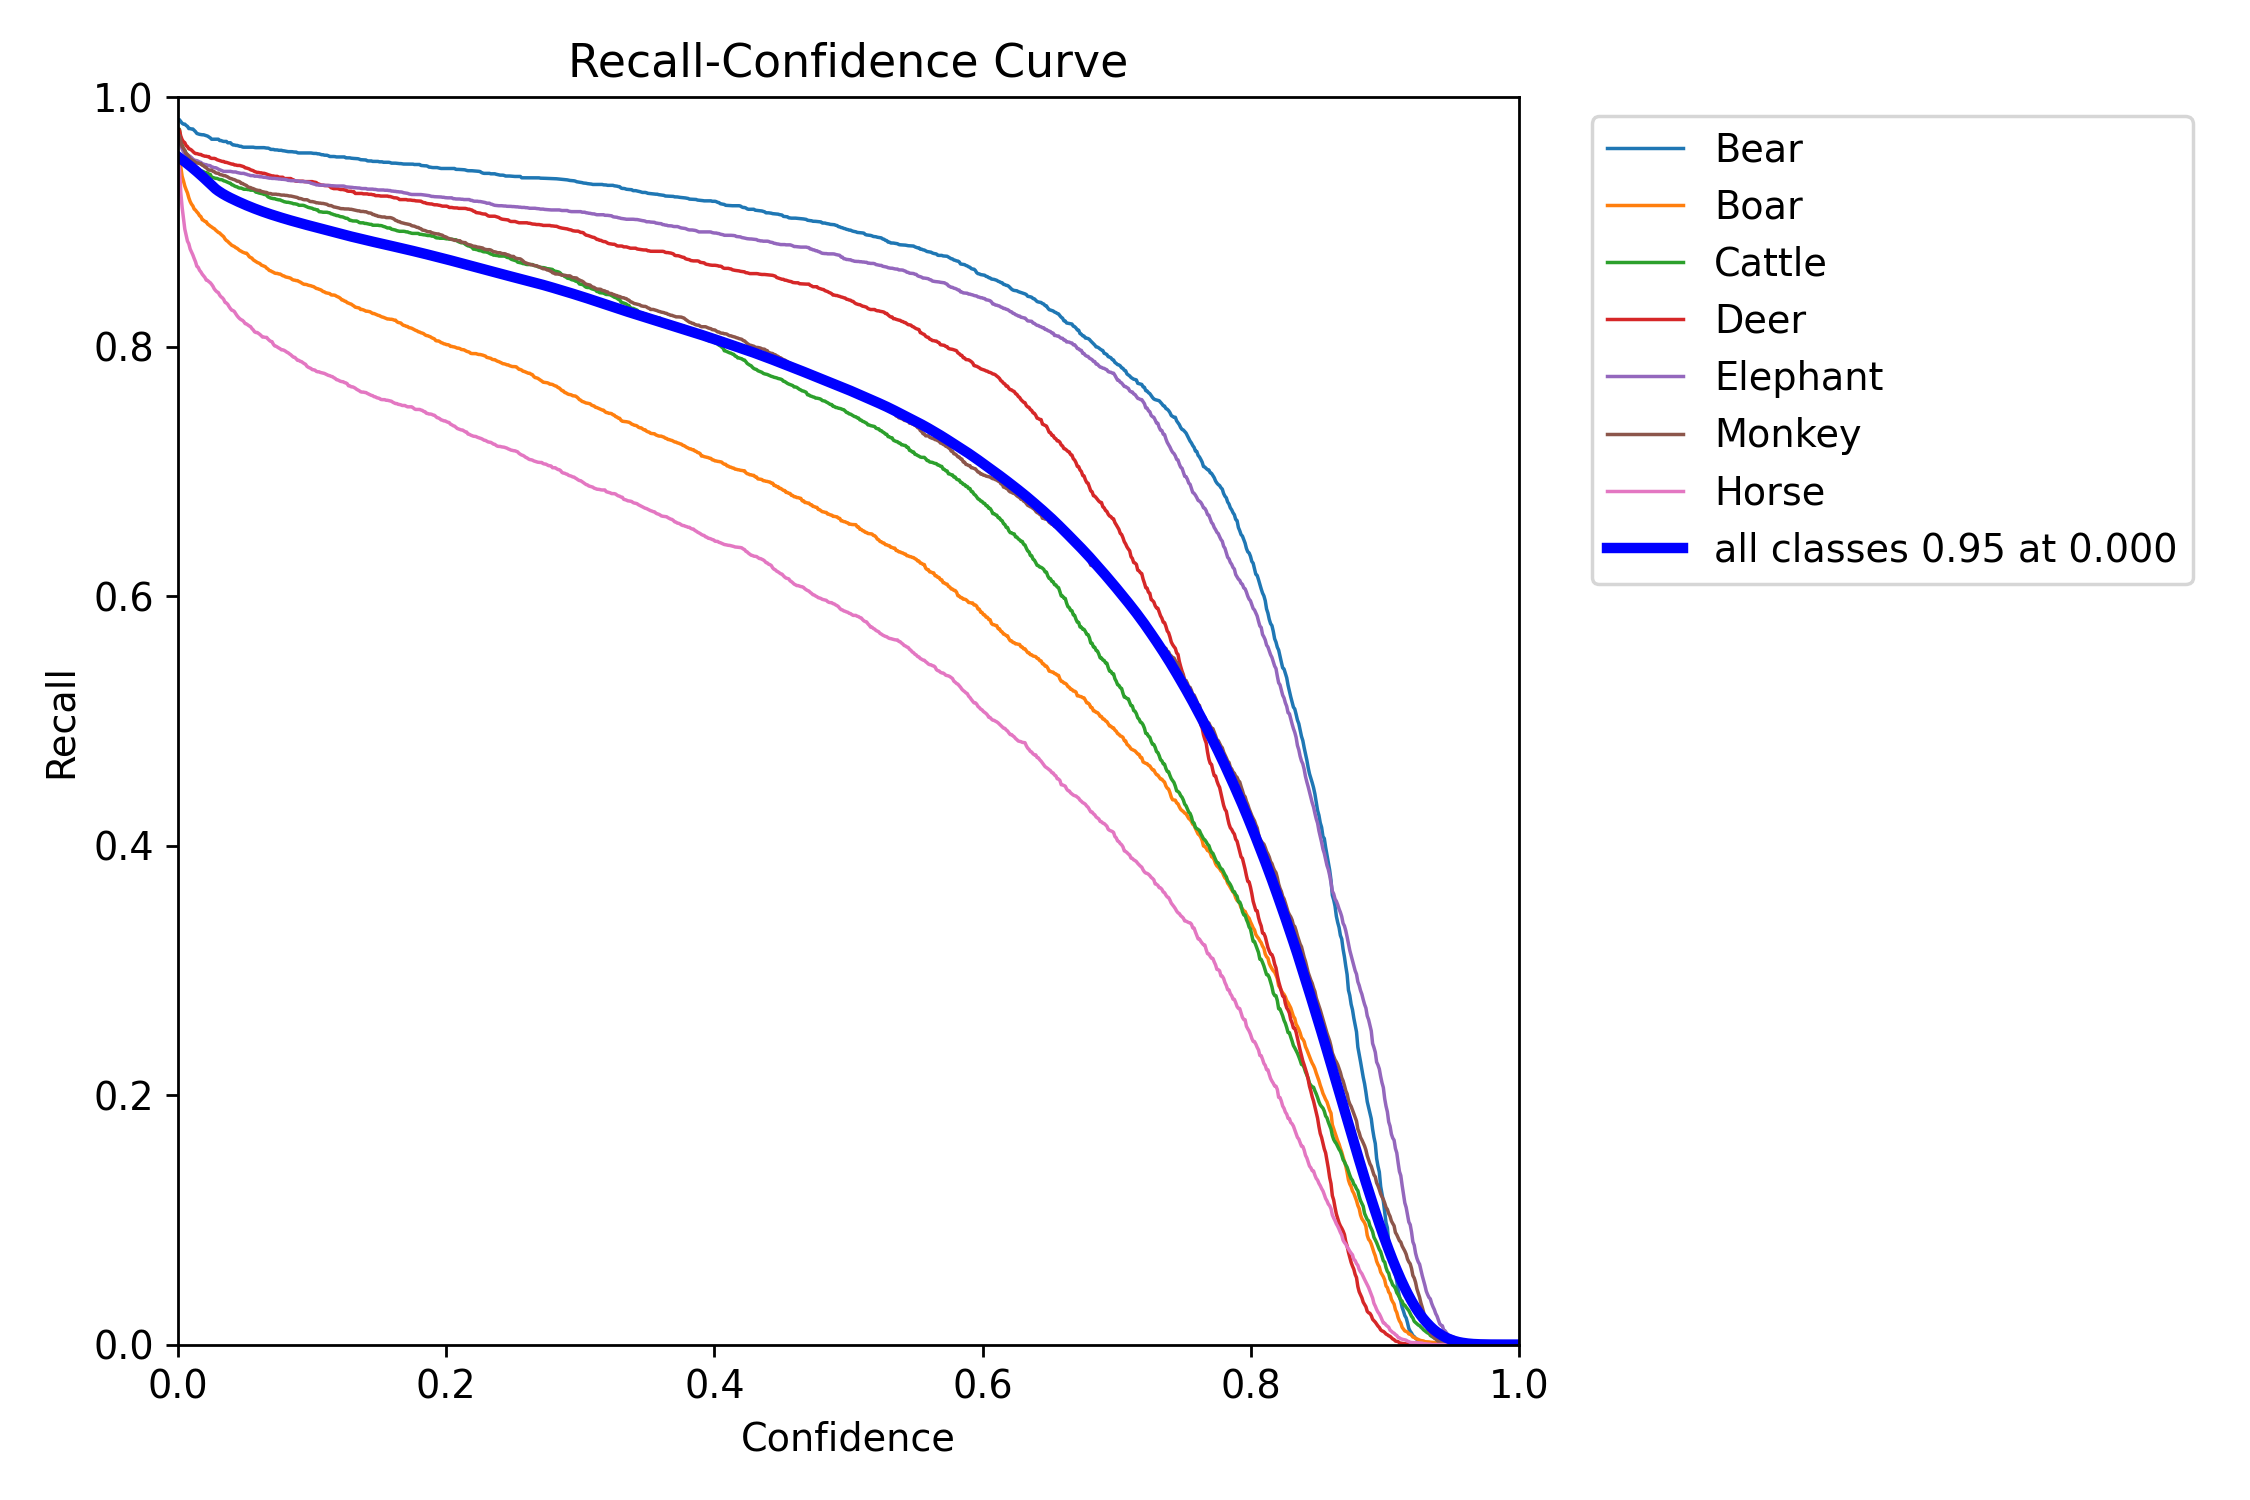 Recall-Confidence Curve
1.0
0.8
0.6
0.4
0.2
0.0
Recall
0.0 0.2 0.4 0.6 0.8 1.0
Confidence
Bear
Boar
Cattle
Deer
Elephant
Monkey
Horse
all classes 0.95 at 0.000